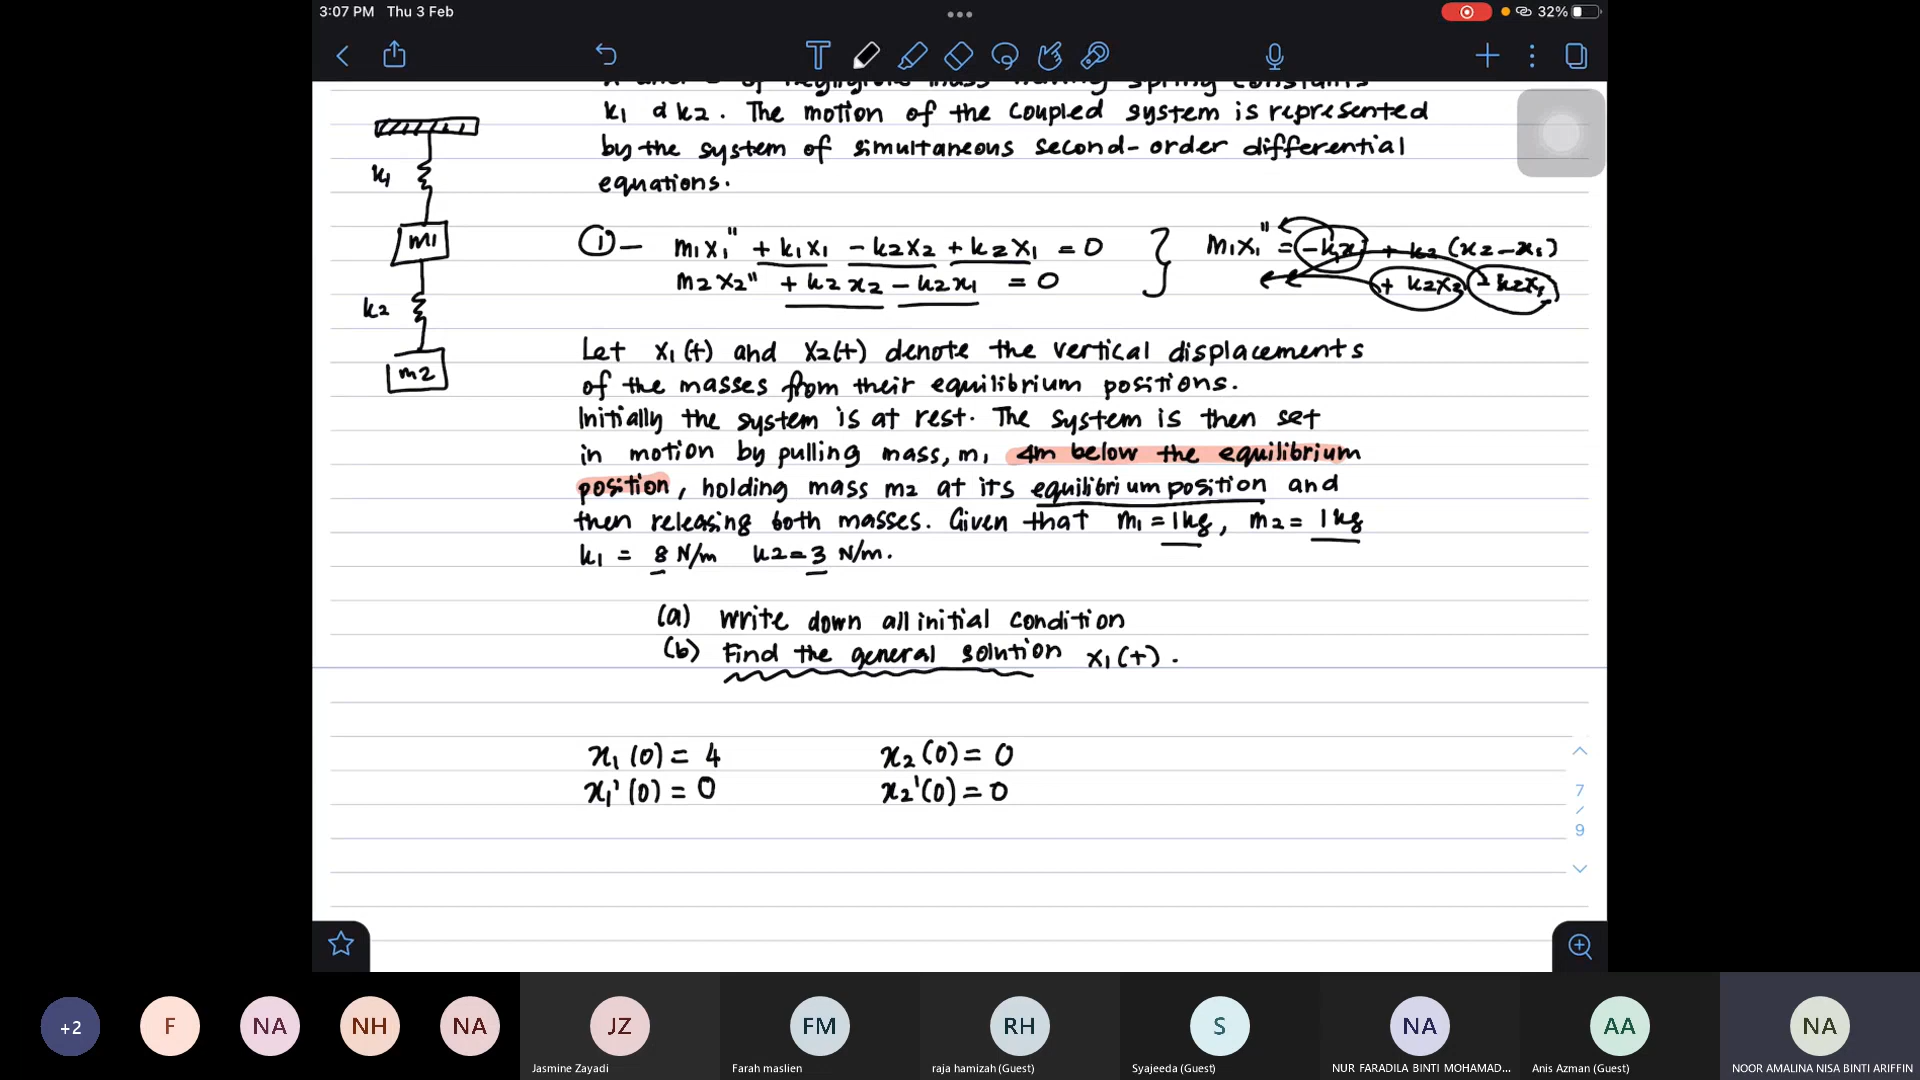 3:07 PM Thu 3 Feb
32%
A and B of negligible mass having spring constants
k1 & k2. The motion of the coupled system is represented
by the system of simultaneous second-order differential
equations.
k1
m1
k2
m2
① — m1x1" + k1x1 - k2x2 + k2x1 = 0
m2x2" + k2x2 - k2x1 = 0
m1x1" = -k1x1 + k2(x2-x1)
+ k2x2 - k2x1
Let x1(t) and x2(t) denote the vertical displacements
of the masses from their equilibrium positions.
Initially the system is at rest. The system is then set
in motion by pulling mass, m1 4m below the equilibrium
position, holding mass m2 at its equilibrium position and
then releasing both masses. Given that m1 = 1kg, m2 = 1kg
k1 = 8 N/m k2 = 3 N/m.
(a) Write down all initial condition
(b) Find the general solution x1(t).
x1(0) = 4 x2(0) = 0
x1'(0) = 0 x2'(0) = 0
7
/
9
+2
F
NA
NH
NA
JZ
Jasmine Zayadi
FM
Farah maslien
RH
raja hamizah (Guest)
S
Syajeeda (Guest)
NA
NUR FARADILA BINTI MOHAMAD...
AA
Anis Azman (Guest)
NA
NOOR AMALINA NISA BINTI ARIFFIN